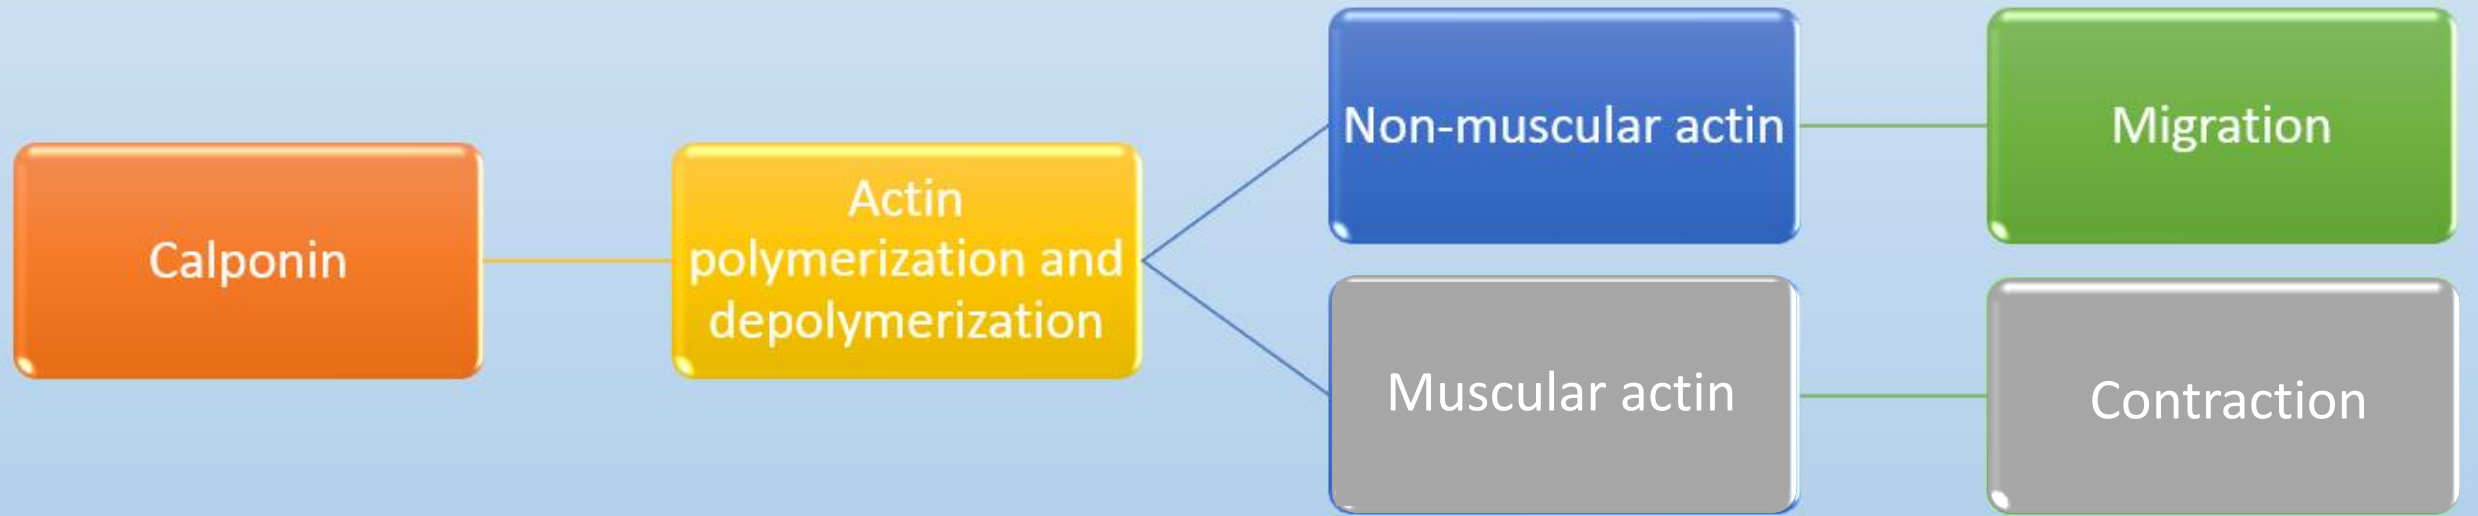 Calponin
Actin
polymerization and
depolymerization
Non-muscular actin
Migration
Muscular actin
Contraction